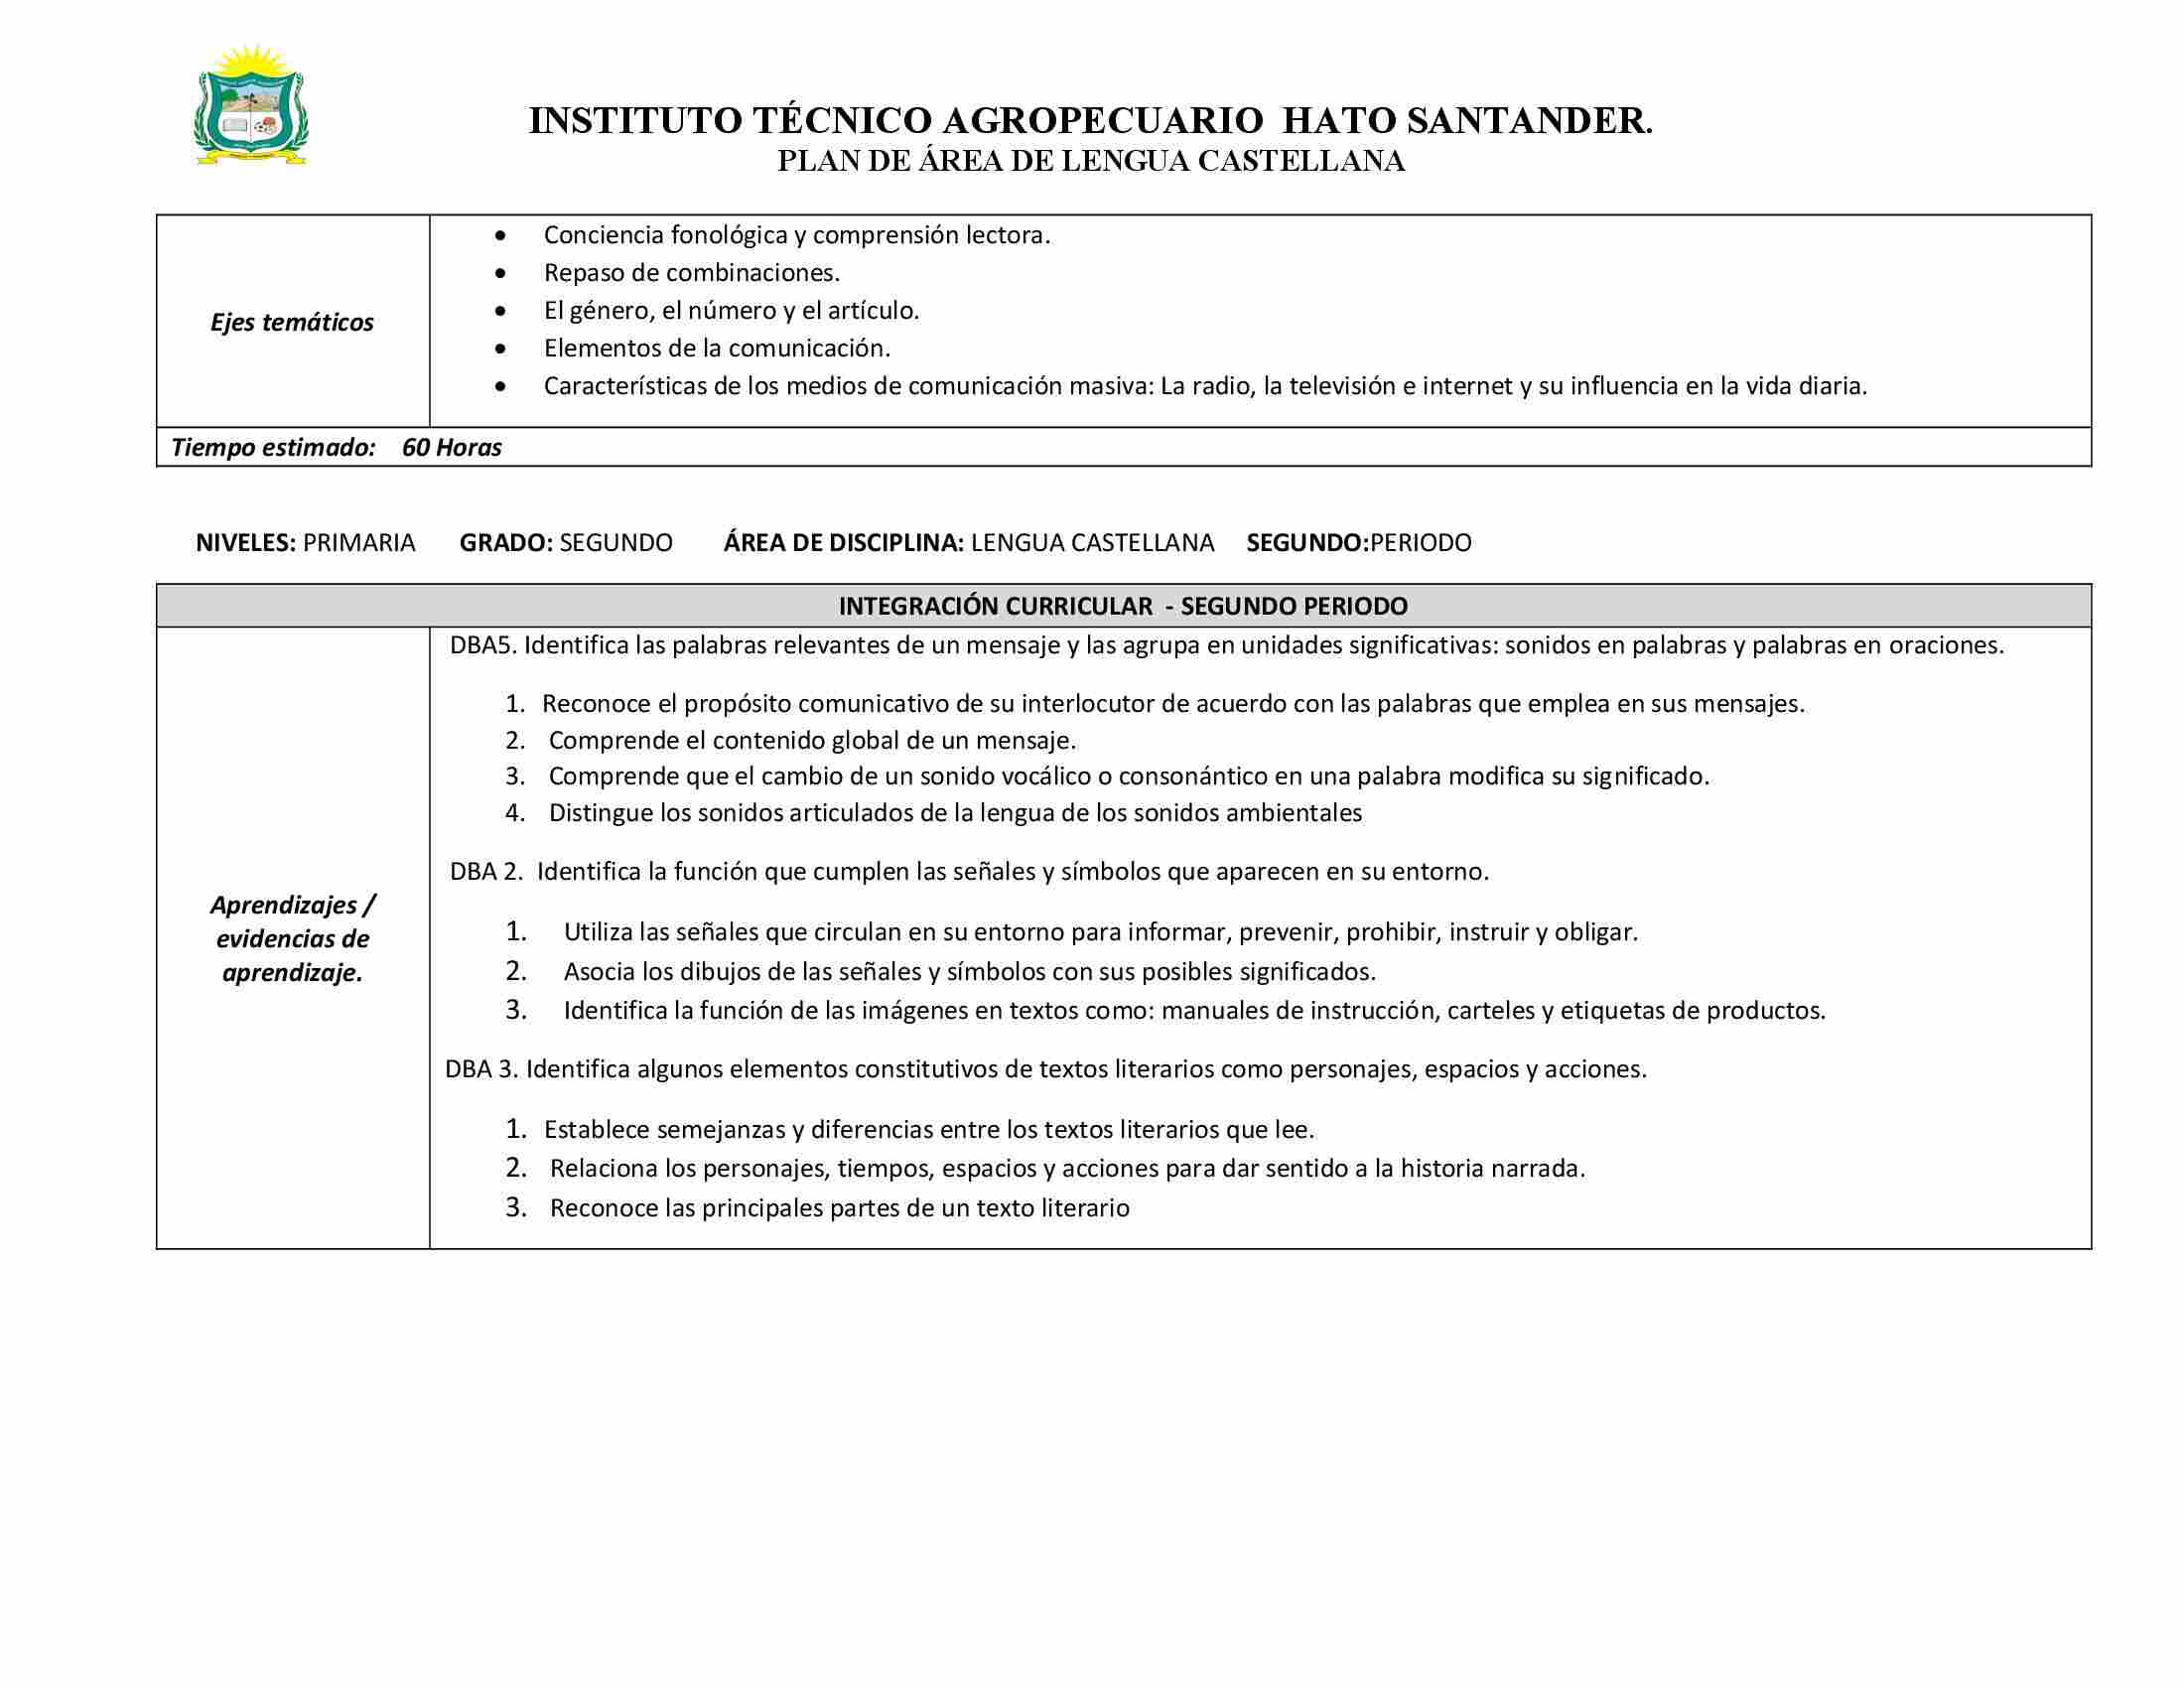 INSTITUTO TÉCNICO AGROPECUARIO HATO SANTANDER.
PLAN DE ÁREA DE LENGUA CASTELLANA
Ejes temáticos
• Conciencia fonológica y comprensión lectora.
• Repaso de combinaciones.
• El género, el número y el artículo.
• Elementos de la comunicación.
• Características de los medios de comunicación masiva: La radio, la televisión e internet y su influencia en la vida diaria.
Tiempo estimado: 60 Horas
NIVELES: PRIMARIA GRADO: SEGUNDO ÁREA DE DISCIPLINA: LENGUA CASTELLANA SEGUNDO:PERIODO
INTEGRACIÓN CURRICULAR - SEGUNDO PERIODO
Aprendizajes /
evidencias de
aprendizaje.
DBA5. Identifica las palabras relevantes de un mensaje y las agrupa en unidades significativas: sonidos en palabras y palabras en oraciones.
1. Reconoce el propósito comunicativo de su interlocutor de acuerdo con las palabras que emplea en sus mensajes.
2. Comprende el contenido global de un mensaje.
3. Comprende que el cambio de un sonido vocálico o consonántico en una palabra modifica su significado.
4. Distingue los sonidos articulados de la lengua de los sonidos ambientales
DBA 2. Identifica la función que cumplen las señales y símbolos que aparecen en su entorno.
1. Utiliza las señales que circulan en su entorno para informar, prevenir, prohibir, instruir y obligar.
2. Asocia los dibujos de las señales y símbolos con sus posibles significados.
3. Identifica la función de las imágenes en textos como: manuales de instrucción, carteles y etiquetas de productos.
DBA 3. Identifica algunos elementos constitutivos de textos literarios como personajes, espacios y acciones.
1. Establece semejanzas y diferencias entre los textos literarios que lee.
2. Relaciona los personajes, tiempos, espacios y acciones para dar sentido a la historia narrada.
3. Reconoce las principales partes de un texto literario